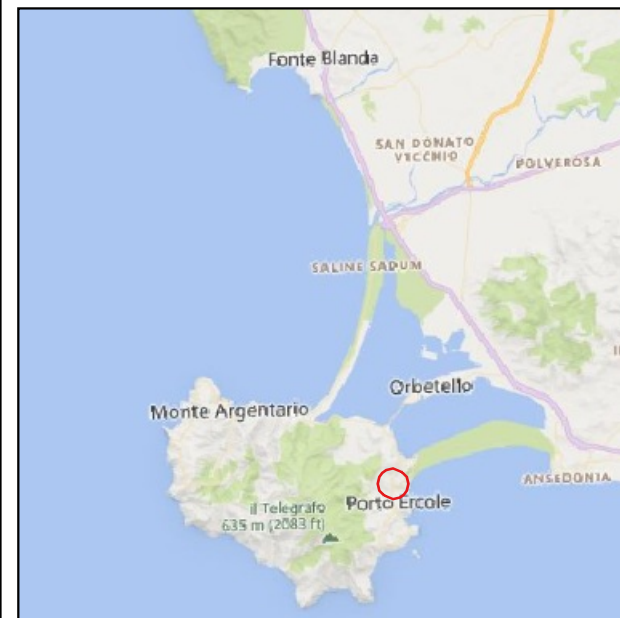 Fonte Blanda
SAN DONATO
VECCHIO
POLVEROSA
SALINE SADUM
Orbetello
Monte Argentario
ANSEDONIA
Porto Ercole
il Telegrafo
635 m (2083 ft)